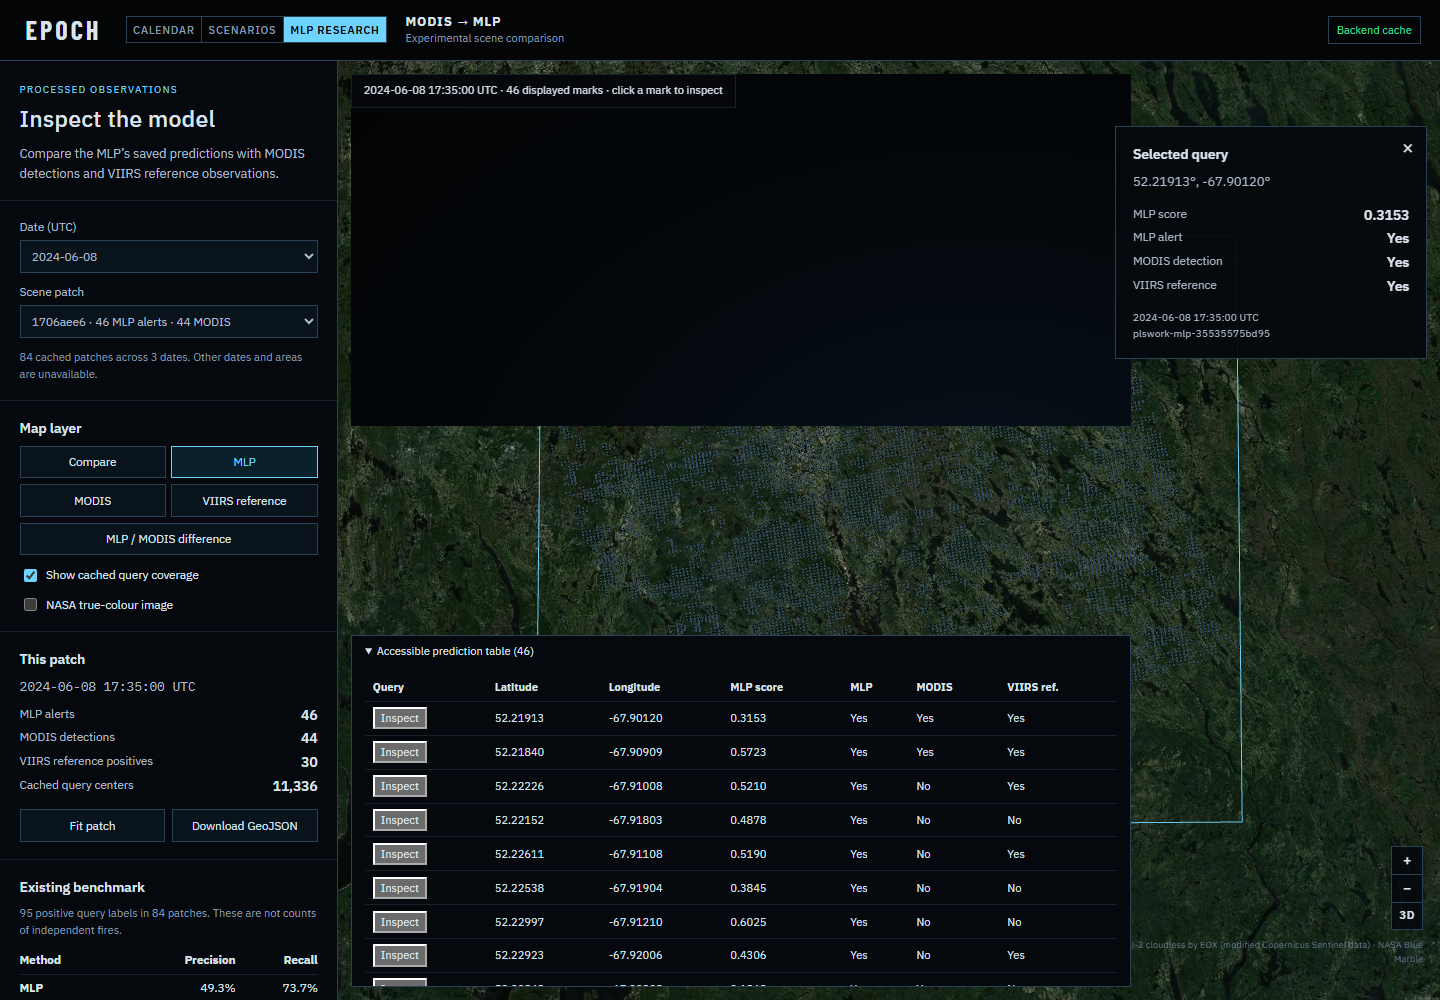 EPOCH
CALENDAR SCENARIOS MLP RESEARCH
MODIS → MLP
Experimental scene comparison
Backend cache
PROCESSED OBSERVATIONS
Inspect the model
Compare the MLP’s saved predictions with MODIS
detections and VIIRS reference observations.
Date (UTC)
2024-06-08
Scene patch
1706aee6 · 46 MLP alerts · 44 MODIS
84 cached patches across 3 dates. Other dates and areas
are unavailable.
Map layer
Compare MLP
MODIS VIIRS reference
MLP / MODIS difference
Show cached query coverage
NASA true-colour image
This patch
2024-06-08 17:35:00 UTC
MLP alerts 46
MODIS detections 44
VIIRS reference positives 30
Cached query centers 11,336
Fit patch Download GeoJSON
Existing benchmark
95 positive query labels in 84 patches. These are not counts
of independent fires.
Method Precision Recall
MLP 49.3% 73.7%
2024-06-08 17:35:00 UTC · 46 displayed marks · click a mark to inspect
Selected query ×
52.21913°, -67.90120°
MLP score 0.3153
MLP alert Yes
MODIS detection Yes
VIIRS reference Yes
2024-06-08 17:35:00 UTC
plswork-mlp-35535575bd95
▼ Accessible prediction table (46)
Query Latitude Longitude MLP score MLP MODIS VIIRS ref.
Inspect 52.21913 -67.90120 0.3153 Yes Yes Yes
Inspect 52.21840 -67.90909 0.5723 Yes Yes Yes
Inspect 52.22226 -67.91008 0.5210 Yes No Yes
Inspect 52.22152 -67.91803 0.4878 Yes No No
Inspect 52.22611 -67.91108 0.5190 Yes No Yes
Inspect 52.22538 -67.91904 0.3845 Yes No No
Inspect 52.22997 -67.91210 0.6025 Yes No No
Inspect 52.22923 -67.92006 0.4306 Yes No Yes
+
−
3D
l-2 cloudless by EOX (modified Copernicus Sentinel data) · NASA Blue
Marble